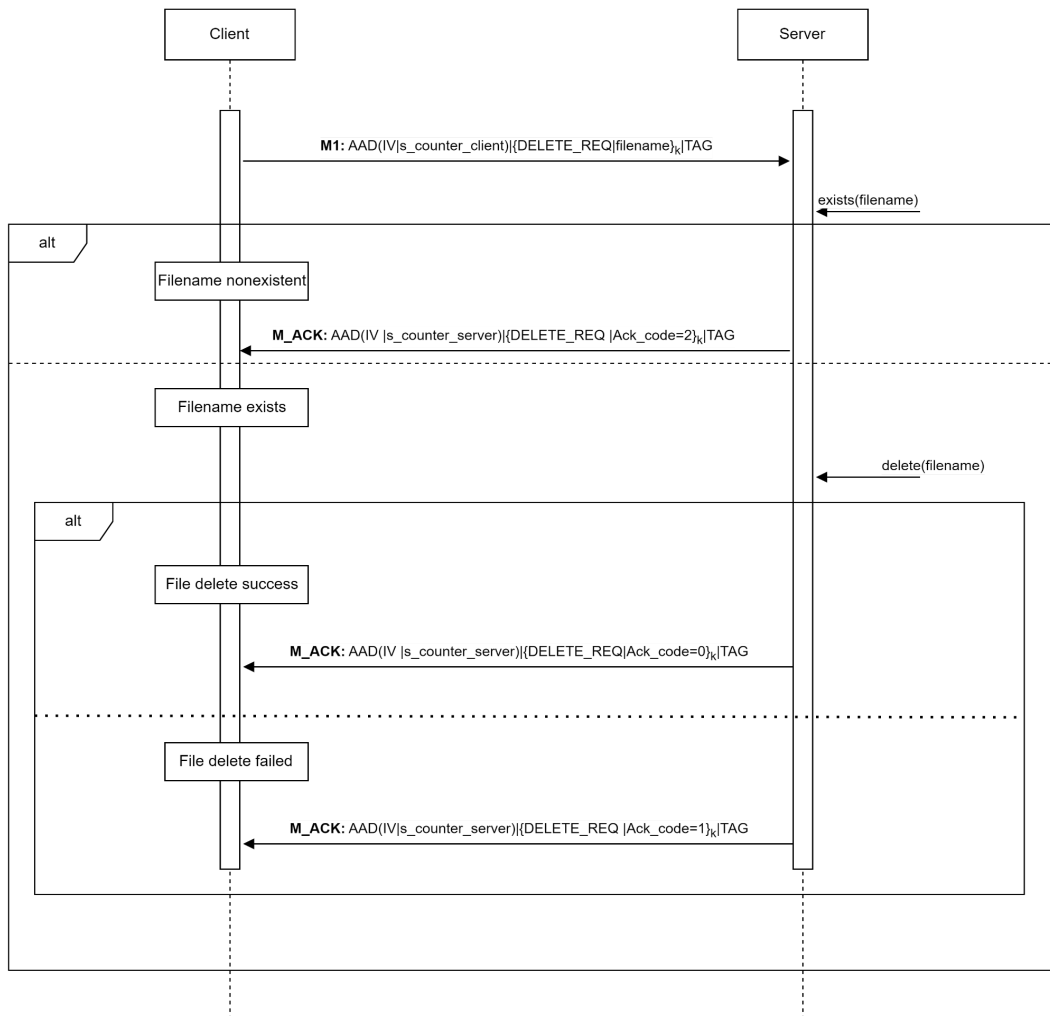 Client
Server
M1: AAD(IV|s_counter_client)|{DELETE_REQ|filename}k|TAG
exists(filename)
alt
Filename nonexistent
M_ACK: AAD(IV |s_counter_server)|{DELETE_REQ |Ack_code=2}k|TAG
Filename exists
delete(filename)
alt
File delete success
M_ACK: AAD(IV |s_counter_server)|{DELETE_REQ|Ack_code=0}k|TAG
File delete failed
M_ACK: AAD(IV|s_counter_server)|{DELETE_REQ |Ack_code=1}k|TAG